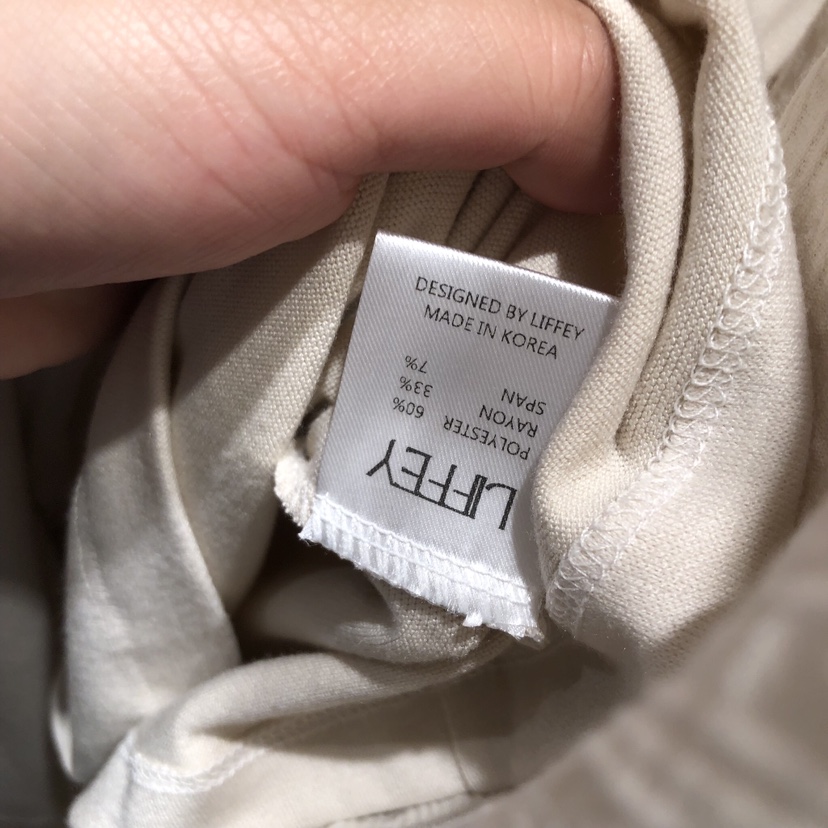 DESIGNED BY LIFFEY
MADE IN KOREA
LIFFEY
POLYESTER 60%
RAYON 33%
SPAN 7%